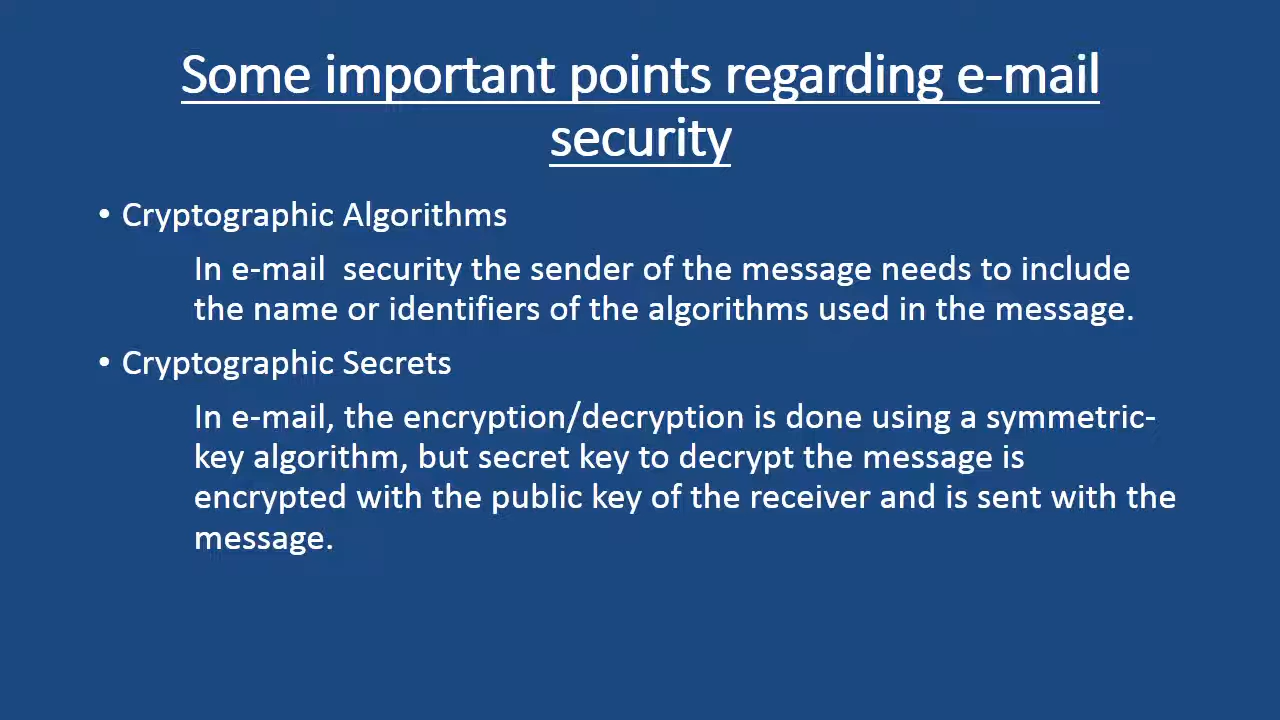 Some important points regarding e-mail
security
• Cryptographic Algorithms
In e-mail  security the sender of the message needs to include
the name or identifiers of the algorithms used in the message.
• Cryptographic Secrets
In e-mail, the encryption/decryption is done using a symmetric-
key algorithm, but secret key to decrypt the message is
encrypted with the public key of the receiver and is sent with the
message.